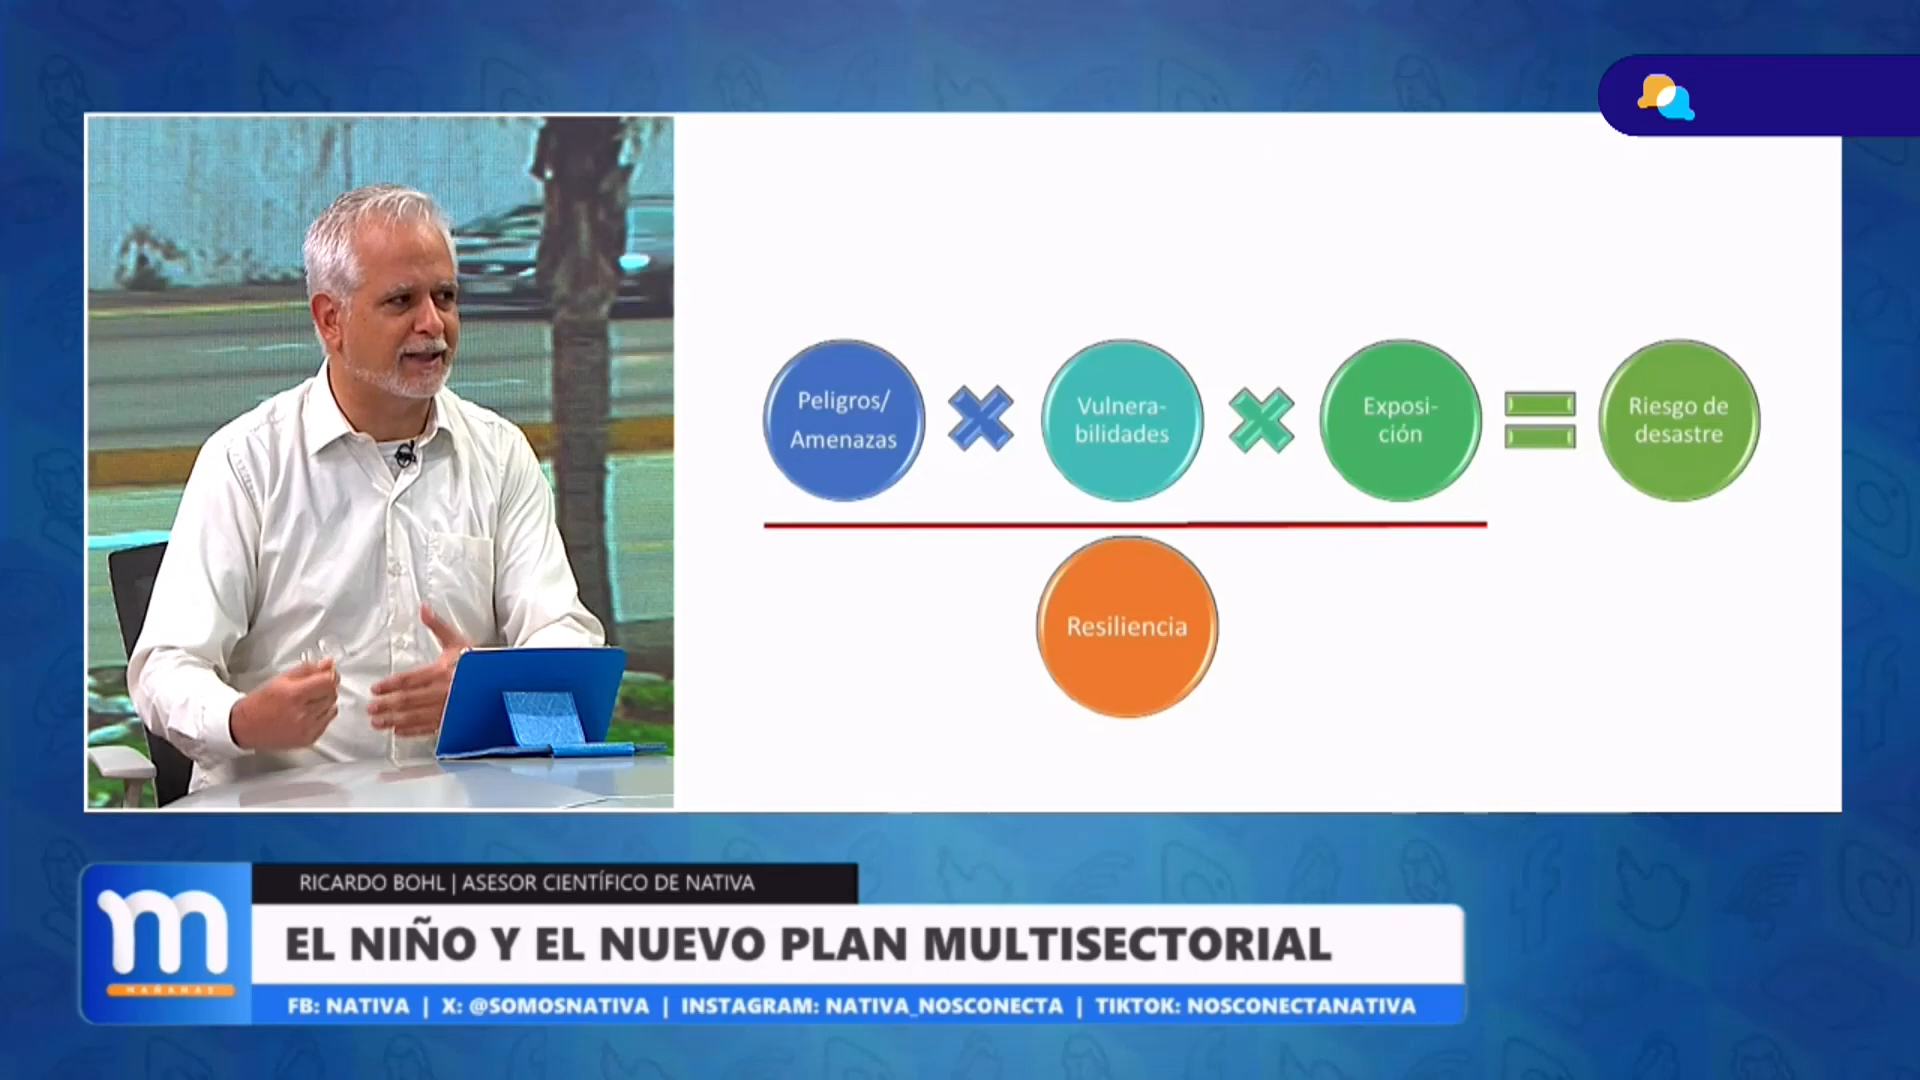 Peligros/
Amenazas
Vulnera-
bilidades
Exposi-
ción
Riesgo de
desastre
Resiliencia
RICARDO BOHL | ASESOR CIENTÍFICO DE NATIVA
m
MAÑANAS
EL NIÑO Y EL NUEVO PLAN MULTISECTORIAL
FB: NATIVA | X: @SOMOSNATIVA | INSTAGRAM: NATIVA_NOSCONECTA | TIKTOK: NOSCONECTANATIVA